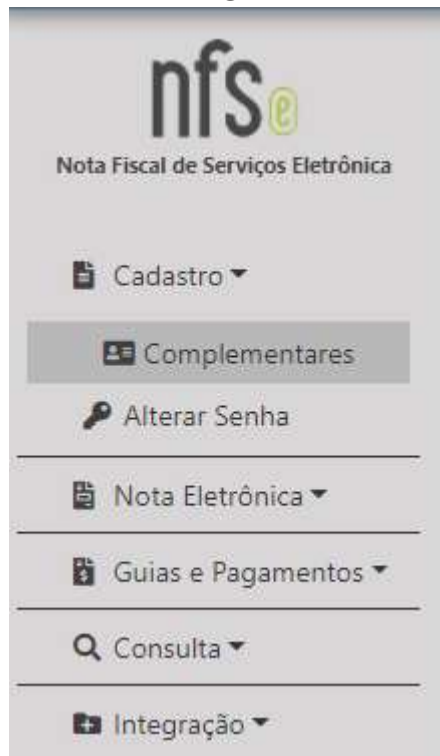 nfse
Nota Fiscal de Serviços Eletrônica
Cadastro
Complementares
Alterar Senha
Nota Eletrônica
Guias e Pagamentos
Consulta
Integração